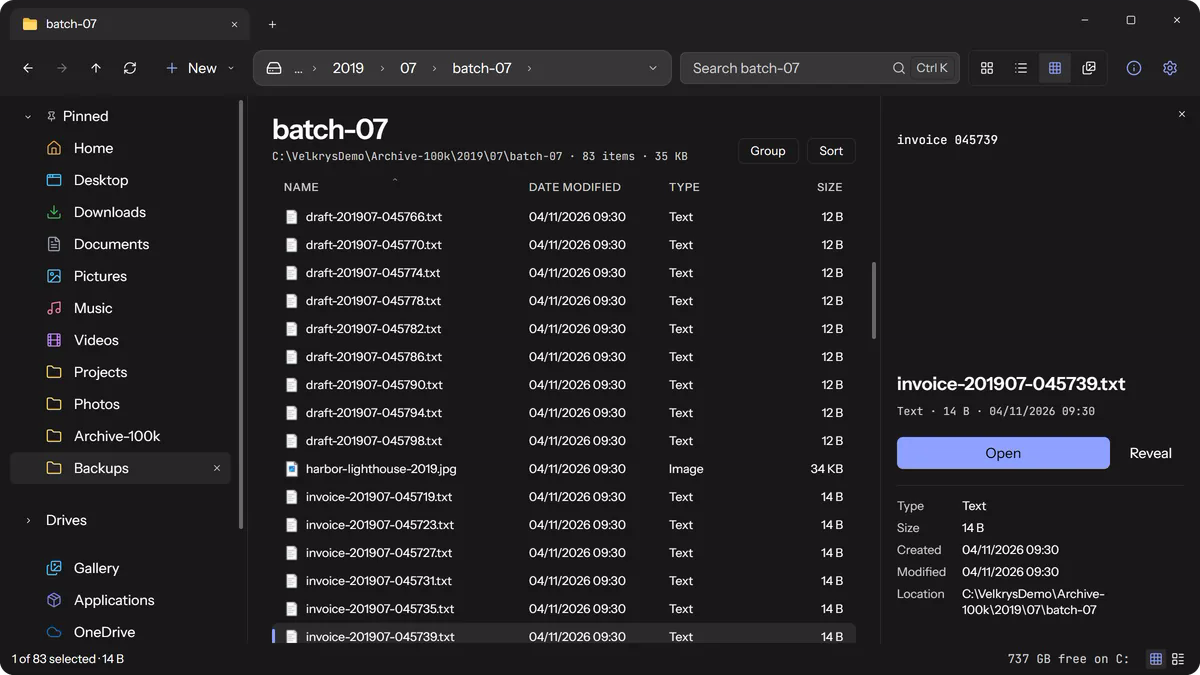 batch-07
New
... 2019 07 batch-07
Search batch-07 Ctrl K
Pinned
Home
Desktop
Downloads
Documents
Pictures
Music
Videos
Projects
Photos
Archive-100k
Backups
Drives
Gallery
Applications
OneDrive
batch-07
C:\VelkrysDemo\Archive-100k\2019\07\batch-07 · 83 items · 35 KB
Group Sort
NAME DATE MODIFIED TYPE SIZE
draft-201907-045766.txt 04/11/2026 09:30 Text 12 B
draft-201907-045770.txt 04/11/2026 09:30 Text 12 B
draft-201907-045774.txt 04/11/2026 09:30 Text 12 B
draft-201907-045778.txt 04/11/2026 09:30 Text 12 B
draft-201907-045782.txt 04/11/2026 09:30 Text 12 B
draft-201907-045786.txt 04/11/2026 09:30 Text 12 B
draft-201907-045790.txt 04/11/2026 09:30 Text 12 B
draft-201907-045794.txt 04/11/2026 09:30 Text 12 B
draft-201907-045798.txt 04/11/2026 09:30 Text 12 B
harbor-lighthouse-2019.jpg 04/11/2026 09:30 Image 34 KB
invoice-201907-045719.txt 04/11/2026 09:30 Text 14 B
invoice-201907-045723.txt 04/11/2026 09:30 Text 14 B
invoice-201907-045727.txt 04/11/2026 09:30 Text 14 B
invoice-201907-045731.txt 04/11/2026 09:30 Text 14 B
invoice-201907-045735.txt 04/11/2026 09:30 Text 14 B
invoice-201907-045739.txt 04/11/2026 09:30 Text 14 B
invoice 045739
invoice-201907-045739.txt
Text · 14 B · 04/11/2026 09:30
Open Reveal
Type Text
Size 14 B
Created 04/11/2026 09:30
Modified 04/11/2026 09:30
Location C:\VelkrysDemo\Archive-
100k\2019\07\batch-07
1 of 83 selected · 14 B
737 GB free on C: